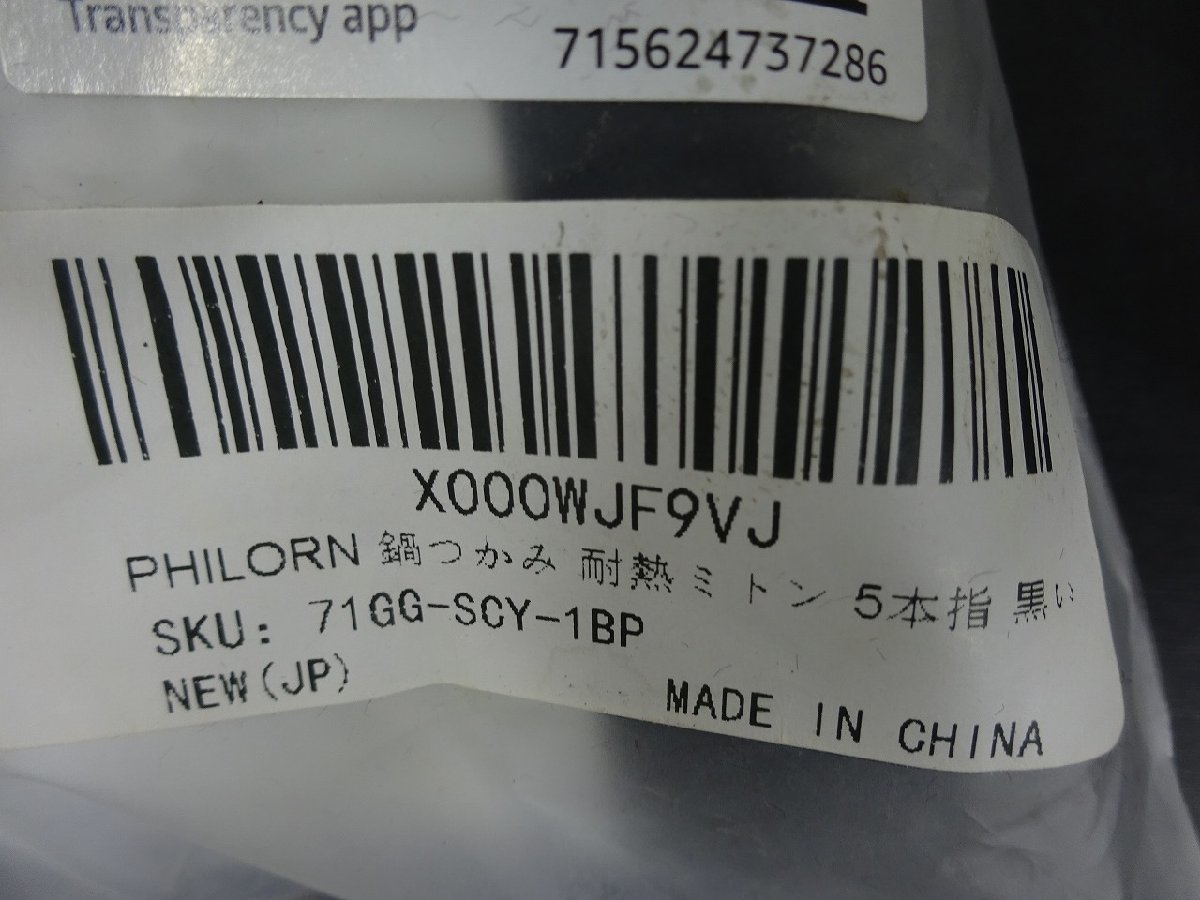 Transparency app
715624737286
X000WJF9VJ
PHILORN 鍋つかみ 耐熱ミトン 5本指 黒い
SKU: 71GG-SCY-1BP
NEW(JP)
MADE IN CHINA